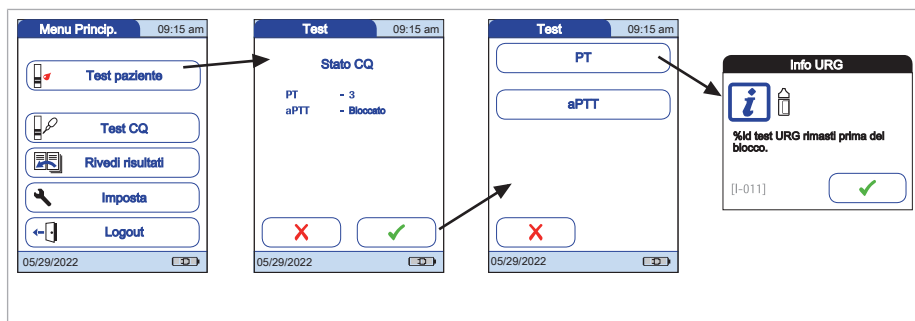 Menu Princip.
09:15 am
Test paziente
Test CQ
Rivedi risultati
Imposta
Logout
05/29/2022
Test
09:15 am
Stato CQ
PT - 3
aPTT - Bloccato
05/29/2022
Test
09:15 am
PT
aPTT
05/29/2022
Info URG
%ld test URG rimasti prima del
blocco.
[I-011]